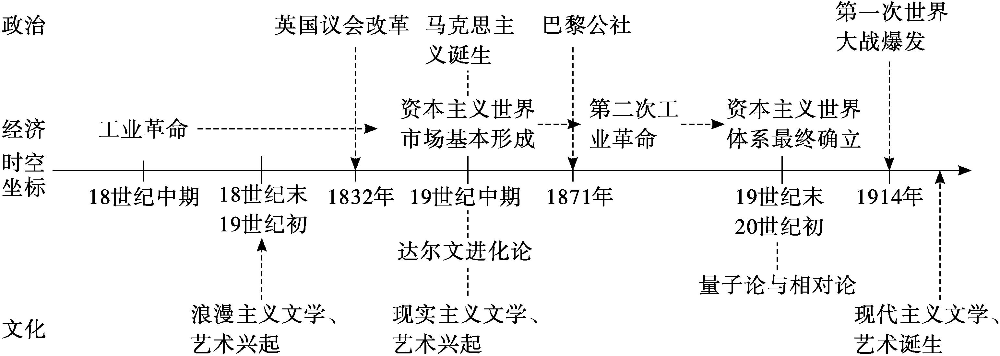 政治
英国议会改革
马克思主
义诞生
巴黎公社
第一次世界
大战爆发
经济
工业革命
资本主义世界
市场基本形成
第二次工
业革命
资本主义世界
体系最终确立
时空
坐标
18世纪中期
18世纪末
19世纪初
1832年
19世纪中期
1871年
19世纪末
20世纪初
1914年
达尔文进化论
量子论与相对论
文化
浪漫主义文学、
艺术兴起
现实主义文学、
艺术兴起
现代主义文学、
艺术诞生